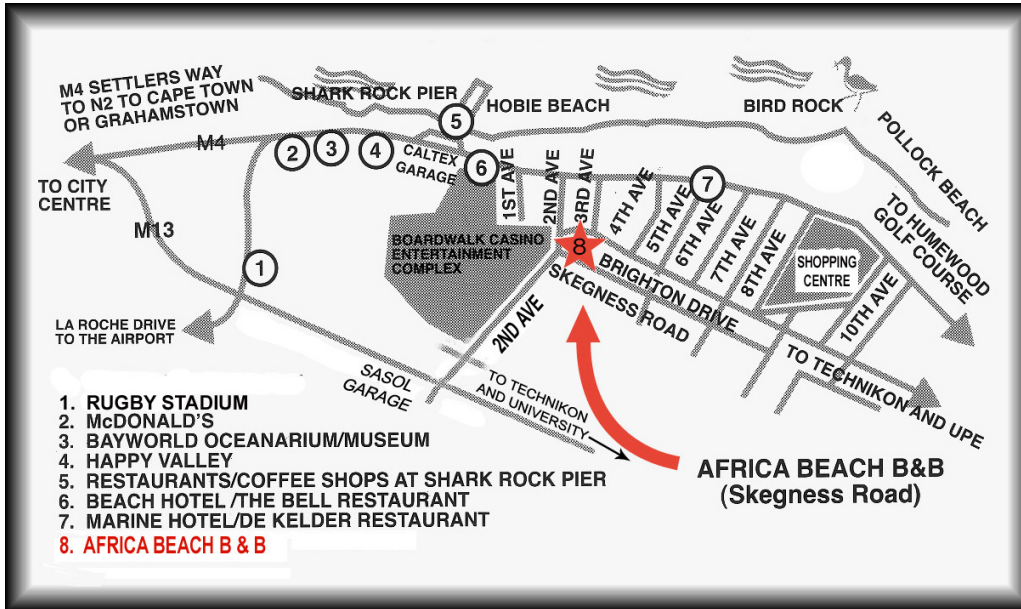 M4 SETTLERS WAY
TO N2 TO CAPE TOWN
OR GRAHAMSTOWN
SHARK ROCK PIER
HOBIE BEACH
BIRD ROCK
POLLOCK BEACH
M4
2
3
4
5
CALTEX
GARAGE
6
1ST AVE
2ND AVE
3RD AVE
4TH AVE
5TH AVE
6TH AVE
7
7TH AVE
8TH AVE
TO HUMEWOOD
GOLF COURSE
TO CITY
CENTRE
M13
1
BOARDWALK CASINO
ENTERTAINMENT
COMPLEX
8
BRIGHTON DRIVE
SKEGNESS ROAD
SHOPPING
CENTRE
10TH AVE
2ND AVE
LA ROCHE DRIVE
TO THE AIRPORT
SASOL
GARAGE
TO TECHNIKON
AND UNIVERSITY
TO TECHNIKON AND UPE
1. RUGBY STADIUM
2. McDONALD'S
3. BAYWORLD OCEANARIUM/MUSEUM
4. HAPPY VALLEY
5. RESTAURANTS/COFFEE SHOPS AT SHARK ROCK PIER
6. BEACH HOTEL /THE BELL RESTAURANT
7. MARINE HOTEL/DE KELDER RESTAURANT
8. AFRICA BEACH B & B
AFRICA BEACH B&B
(Skegness Road)